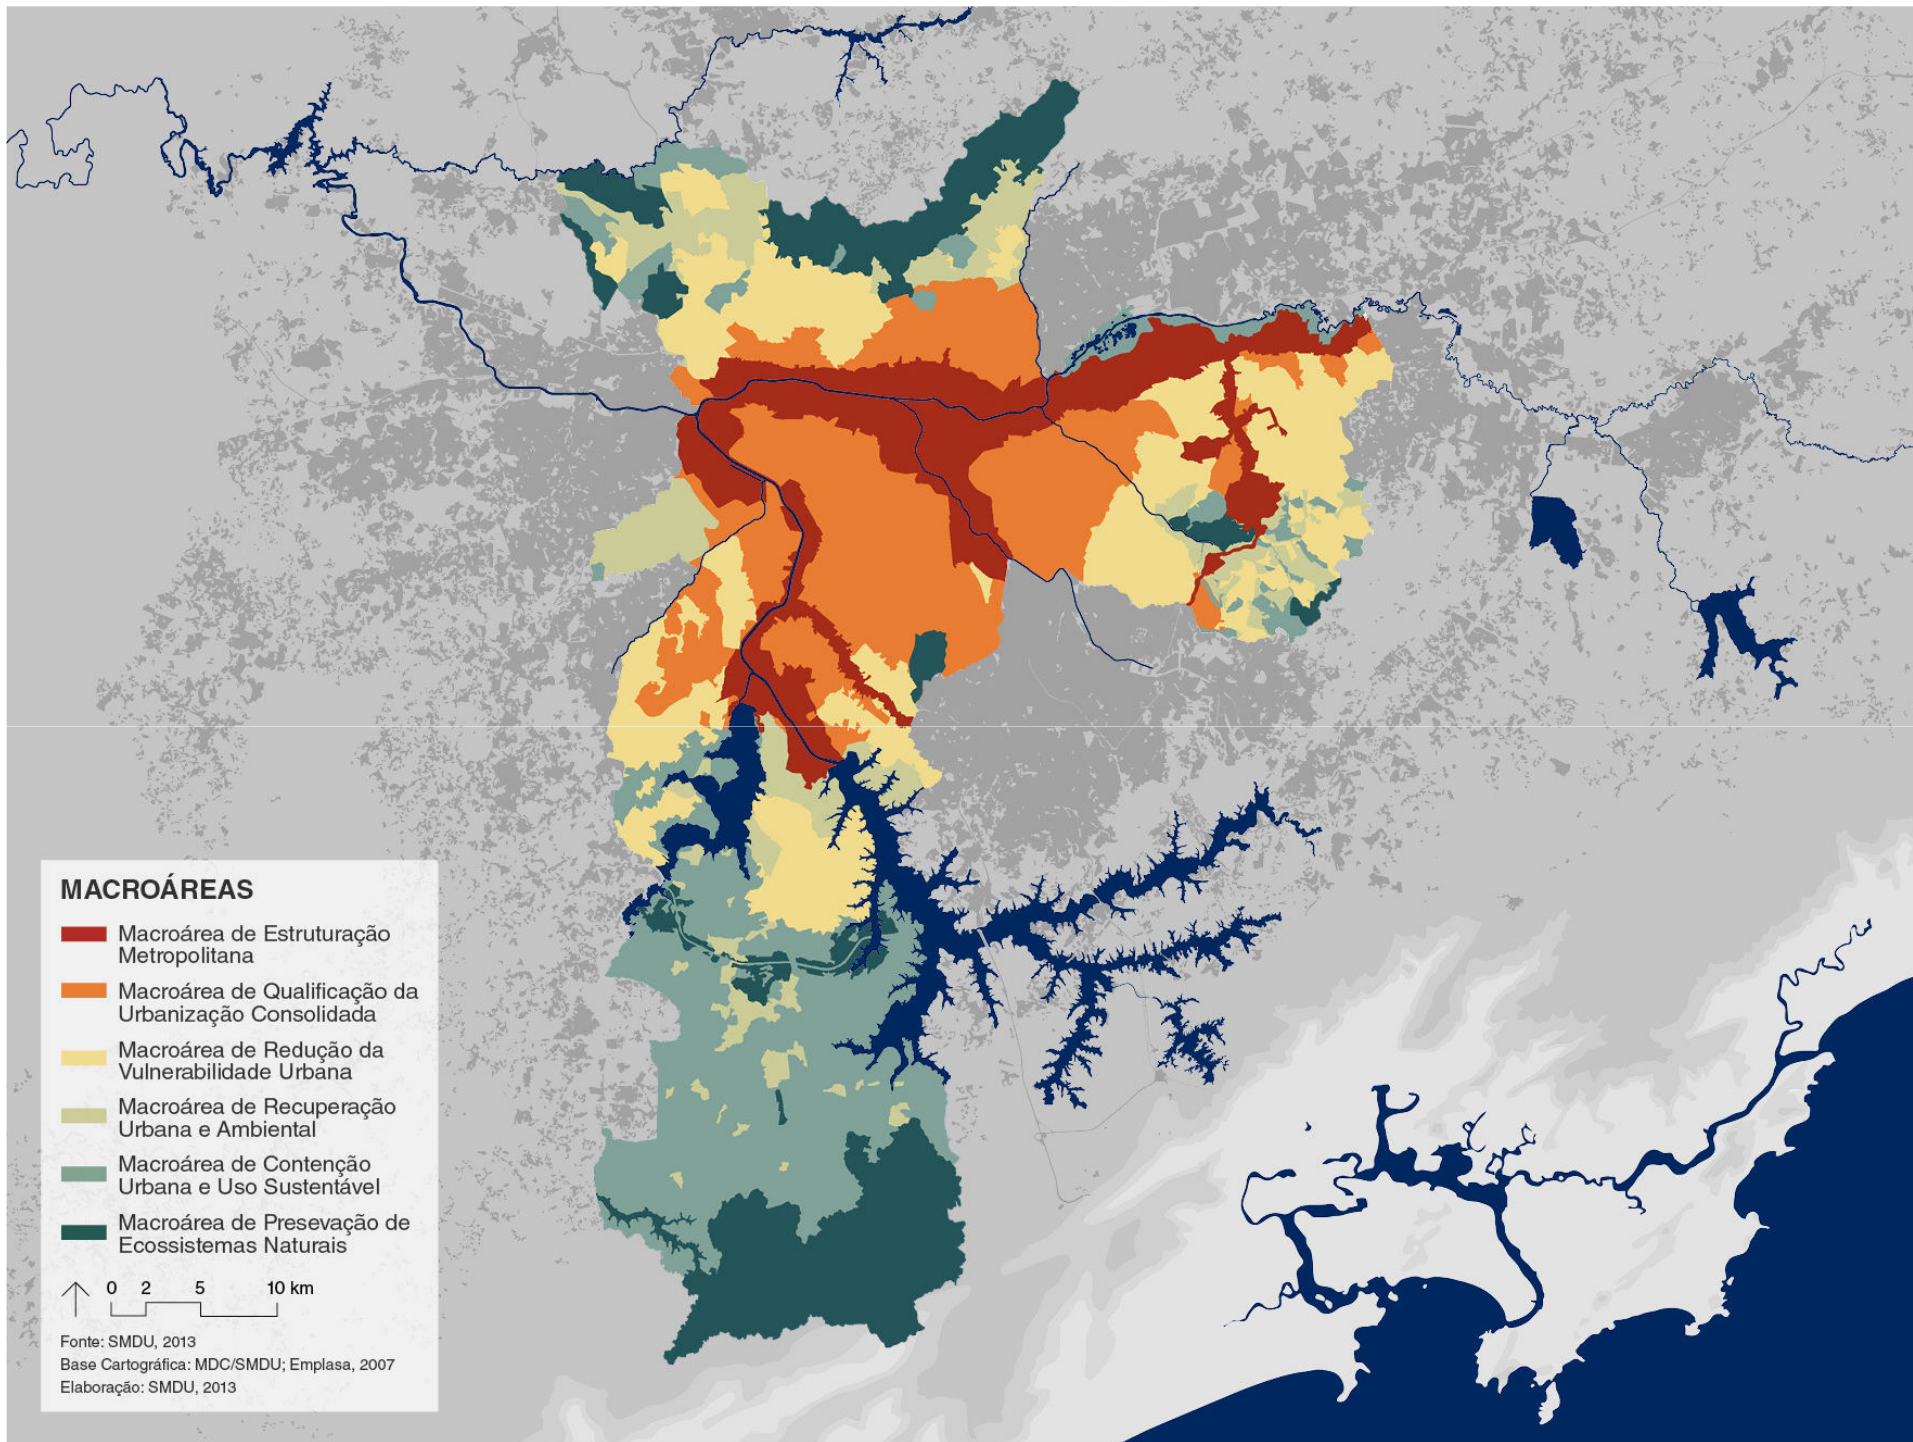 MACROÁREAS
Macroárea de Estruturação
Metropolitana
Macroárea de Qualificação da
Urbanização Consolidada
Macroárea de Redução da
Vulnerabilidade Urbana
Macroárea de Recuperação
Urbana e Ambiental
Macroárea de Contenção
Urbana e Uso Sustentável
Macroárea de Presevação de
Ecossistemas Naturais
0 2 5 10 km
Fonte: SMDU, 2013
Base Cartográfica: MDC/SMDU; Emplasa, 2007
Elaboração: SMDU, 2013